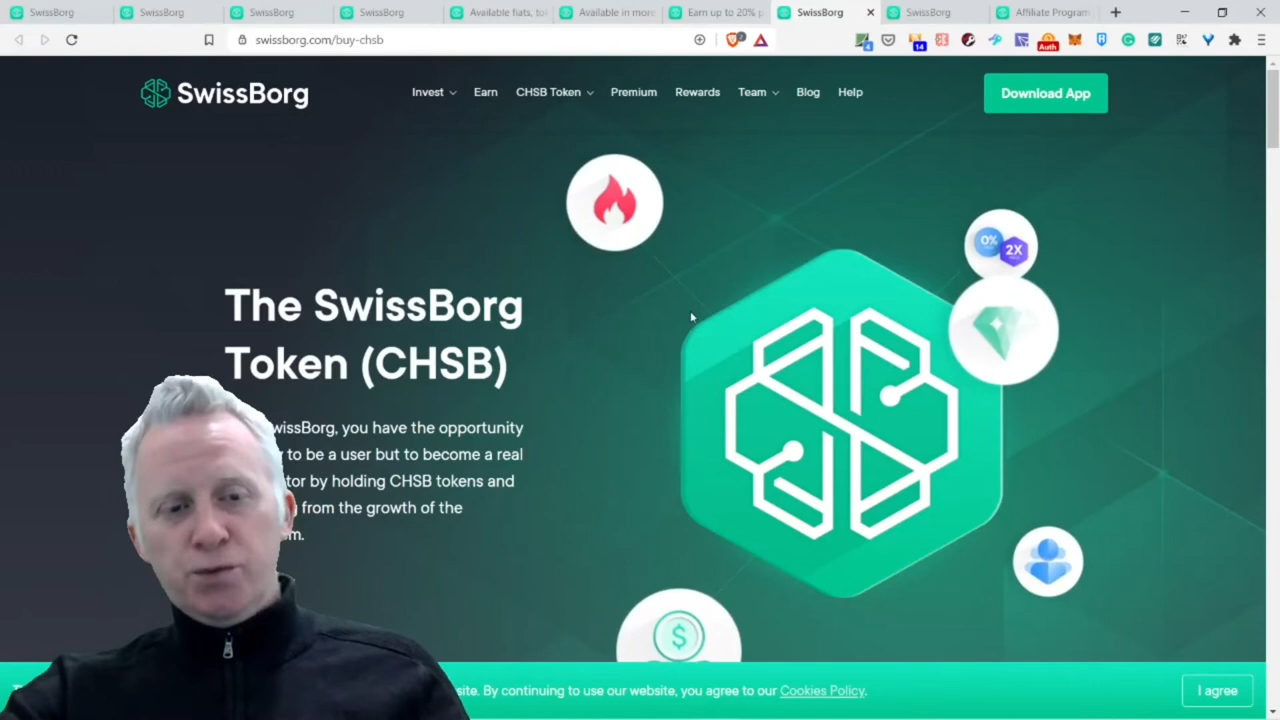 SwissBorg
SwissBorg
SwissBorg
SwissBorg
Available fiats, to
Available in more
Earn up to 20% p
SwissBorg
SwissBorg
Affiliate Program
swissborg.com/buy-chsb
4
14
Auth
SwissBorg
Invest
Earn
CHSB Token
Premium
Rewards
Team
Blog
Help
Download App
0%
2X
The SwissBorg
Token (CHSB)
wissBorg, you have the opportunity
to be a user but to become a real
tor by holding CHSB tokens and
from the growth of the
m.
$
site. By continuing to use our website, you agree to our Cookies Policy.
I agree